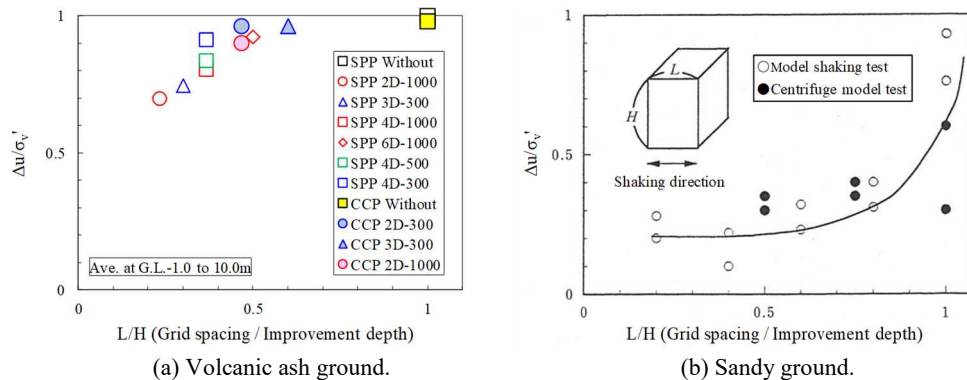 1
0.5
0
0
0.5
1
Δu/σv'
L/H (Grid spacing / Improvement depth)
SPP Without
SPP 2D-1000
SPP 3D-300
SPP 4D-1000
SPP 6D-1000
SPP 4D-500
SPP 4D-300
CCP Without
CCP 2D-300
CCP 3D-300
CCP 2D-1000
Ave. at G.L.-1.0 to 10.0m
(a) Volcanic ash ground.
1
0.5
0
0
0.5
1
Δu/σv'
L/H (Grid spacing / Improvement depth)
L
H
Shaking direction
Model shaking test
Centrifuge model test
(b) Sandy ground.